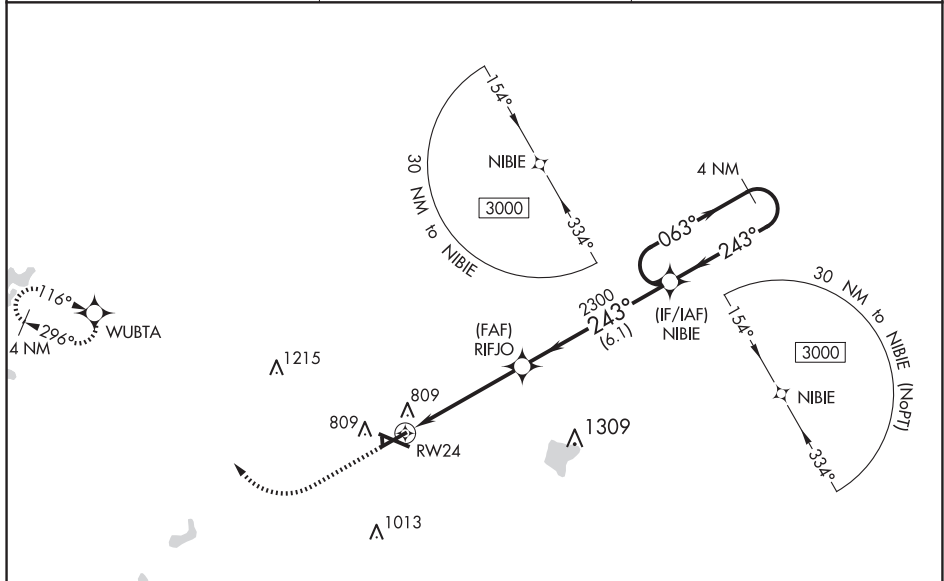 154°
NIBIE
3000
334°
30 NM to NIBIE
4 NM
063°
243°
(IF/IAF)
NIBIE
2300
243°
(6.1)
(FAF)
RIFJO
116°
296°
4 NM
WUBTA
1215
809
809
RW24
1309
1013
30 NM to NIBIE (NoPT)
154°
3000
NIBIE
334°